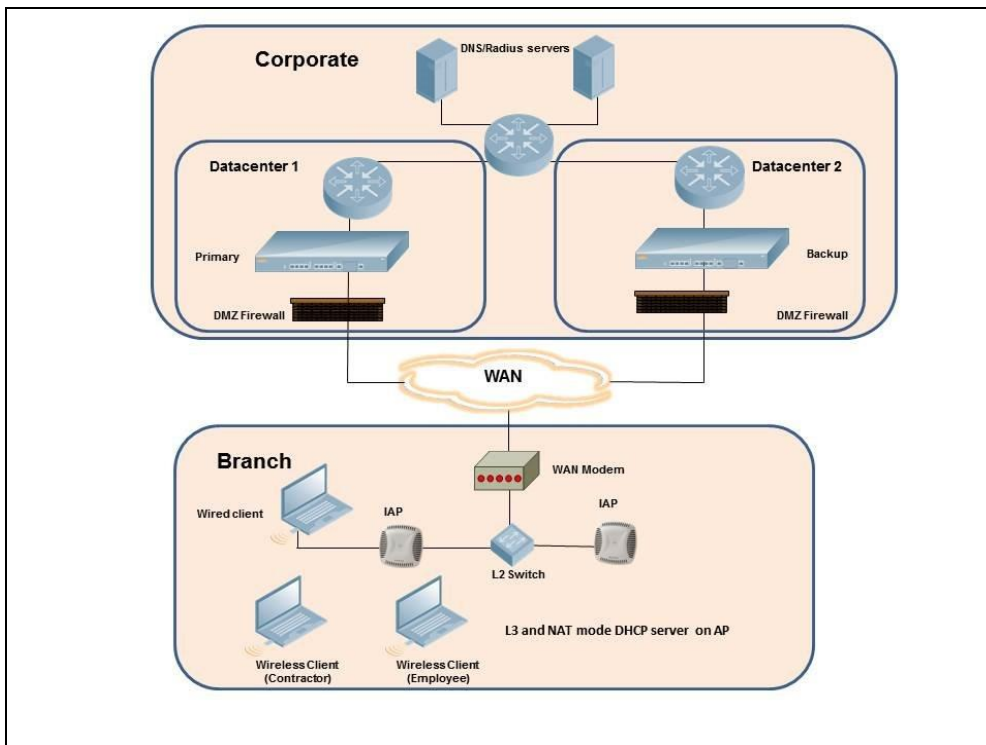 DNS/Radius servers
Corporate
Datacenter 1
Datacenter 2
Primary
Backup
DMZ Firewall
DMZ Firewall
WAN
Branch
WAN Modem
Wired client
IAP
IAP
L2 Switch
L3 and NAT mode DHCP server on AP
Wireless Client
(Contractor)
Wireless Client
(Employee)